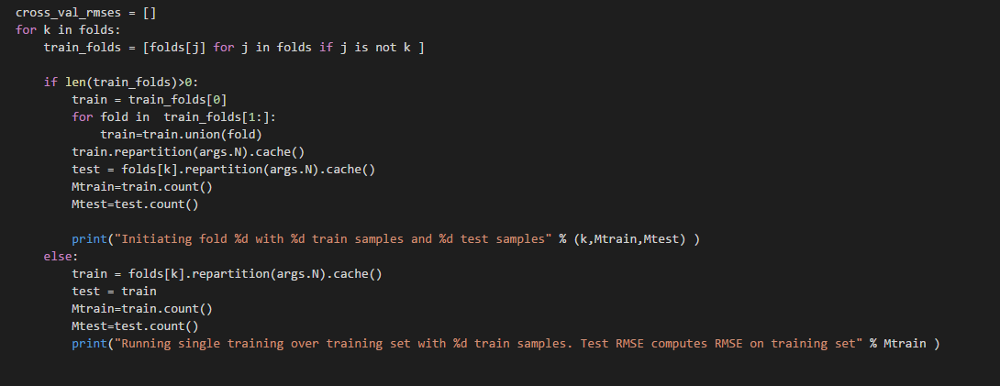 cross_val_rmses = []
for k in folds:
    train_folds = [folds[j] for j in folds if j is not k ]

    if len(train_folds)>0:
        train = train_folds[0]
        for fold in  train_folds[1:]:
            train=train.union(fold)
        train.repartition(args.N).cache()
        test = folds[k].repartition(args.N).cache()
        Mtrain=train.count()
        Mtest=test.count()

        print("Initiating fold %d with %d train samples and %d test samples" % (k,Mtrain,Mtest) )
    else:
        train = folds[k].repartition(args.N).cache()
        test = train
        Mtrain=train.count()
        Mtest=test.count()
        print("Running single training over training set with %d train samples. Test RMSE computes RMSE on training set" % Mtrain )